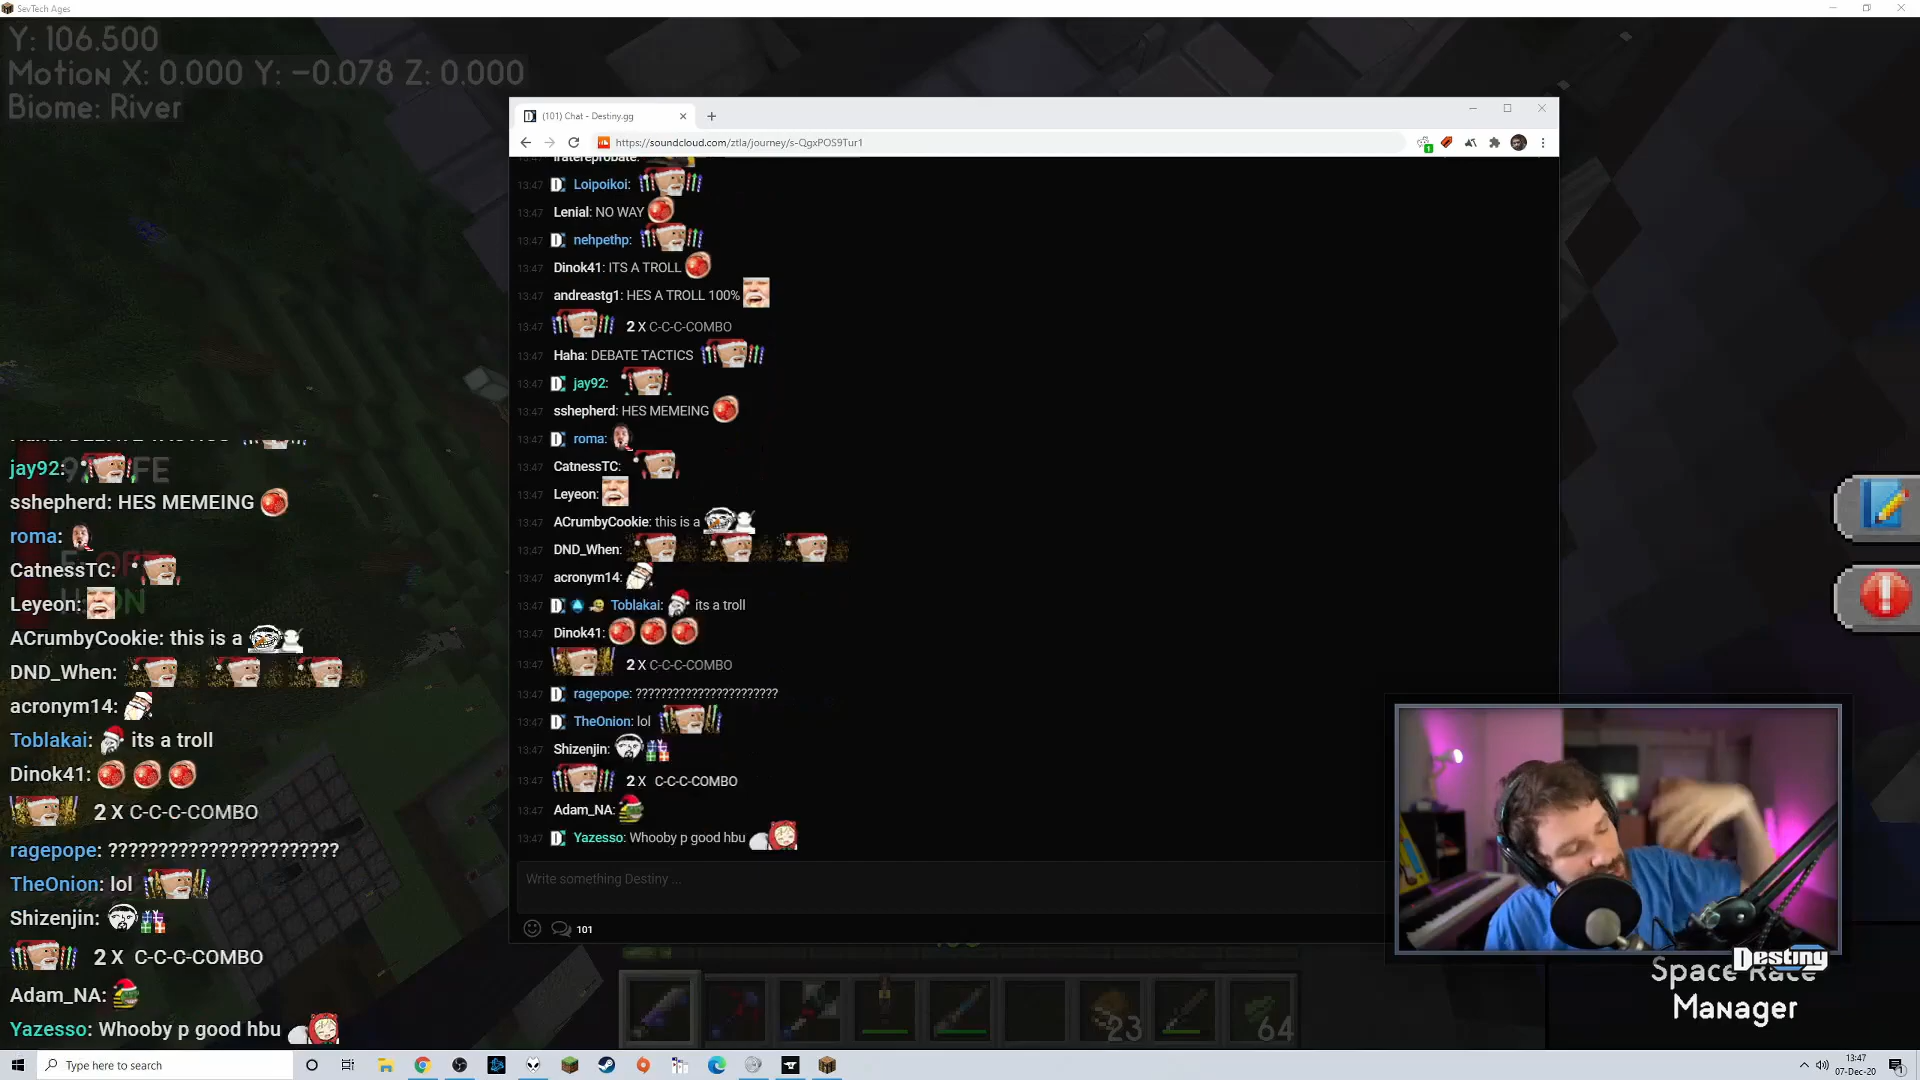 SevTech Ages
Y: 106.500
Motion X: 0.000 Y: -0.078 Z: 0.000
Biome: River
(101) Chat - Destiny.gg
https://soundcloud.com/ztla/journey/s-QgxPOS9Tur1
13:47 Loipoikoi:
13:47 Lenial: NO WAY
13:47 nehpethp:
13:47 Dinok41: ITS A TROLL
13:47 andreastg1: HES A TROLL 100%
13:47 2 X C-C-C-COMBO
13:47 Haha: DEBATE TACTICS
13:47 jay92:
13:47 sshepherd: HES MEMEING
13:47 roma:
13:47 CatnessTC:
13:47 Leyeon:
13:47 ACrumbyCookie: this is a
13:47 DND_When:
13:47 acronym14:
13:47 Toblakai: its a troll
13:47 Dinok41:
13:47 2 X C-C-C-COMBO
13:47 ragepope: ???????????????????????
13:47 TheOnion: lol
13:47 Shizenjin:
13:47 2 X C-C-C-COMBO
13:47 Adam_NA:
13:47 Yazesso: Whooby p good hbu
Write something Destiny ...
101
jay92:
sshepherd: HES MEMEING
roma:
CatnessTC:
Leyeon:
ACrumbyCookie: this is a
DND_When:
acronym14:
Toblakai: its a troll
Dinok41:
2 X C-C-C-COMBO
ragepope: ???????????????????????
TheOnion: lol
Shizenjin:
2 X C-C-C-COMBO
Adam_NA:
Yazesso: Whooby p good hbu
Destiny
Space Race
Manager
23
64
Type here to search
13:47
07-Dec-20